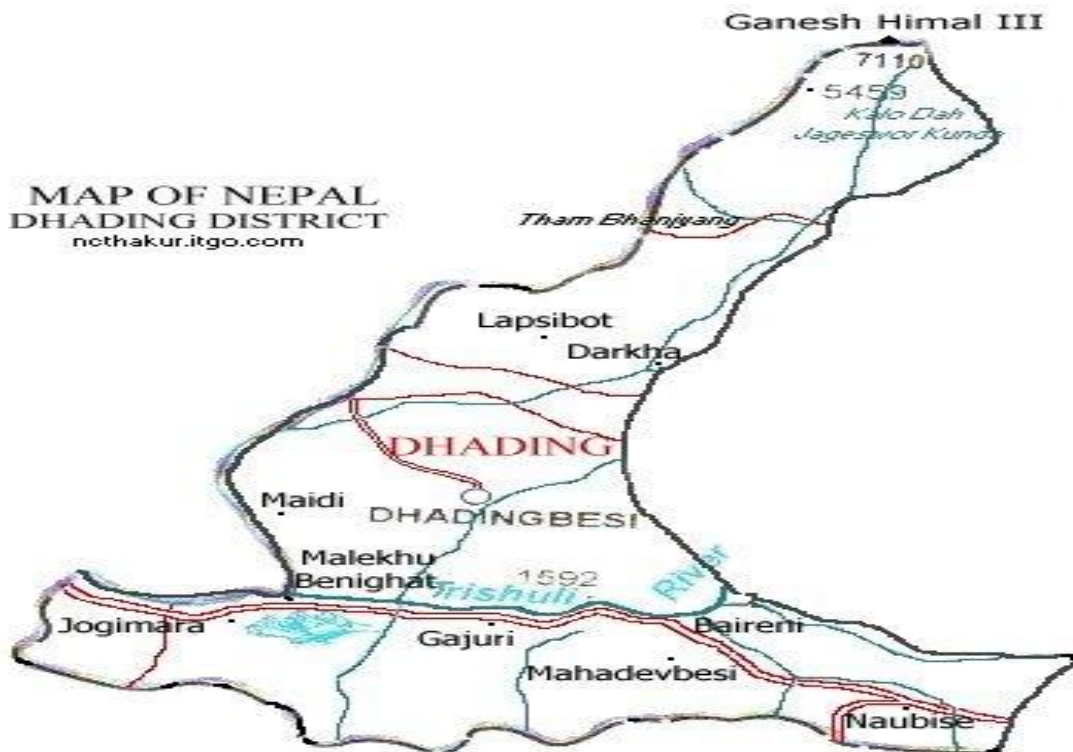 Ganesh Himal III
7110
5459
Kalo Dah
Jageswor Kunda
MAP OF NEPAL
DHADING DISTRICT
ncthakur.itgo.com
Tham Bhanjyang
Lapsibot
Darkha
DHADING
Maidi
DHADINGBESI
Malekhu
Benighat
1592
Trishuli River
Jogimara
Gajuri
Baireni
Mahadevbesi
Naubise